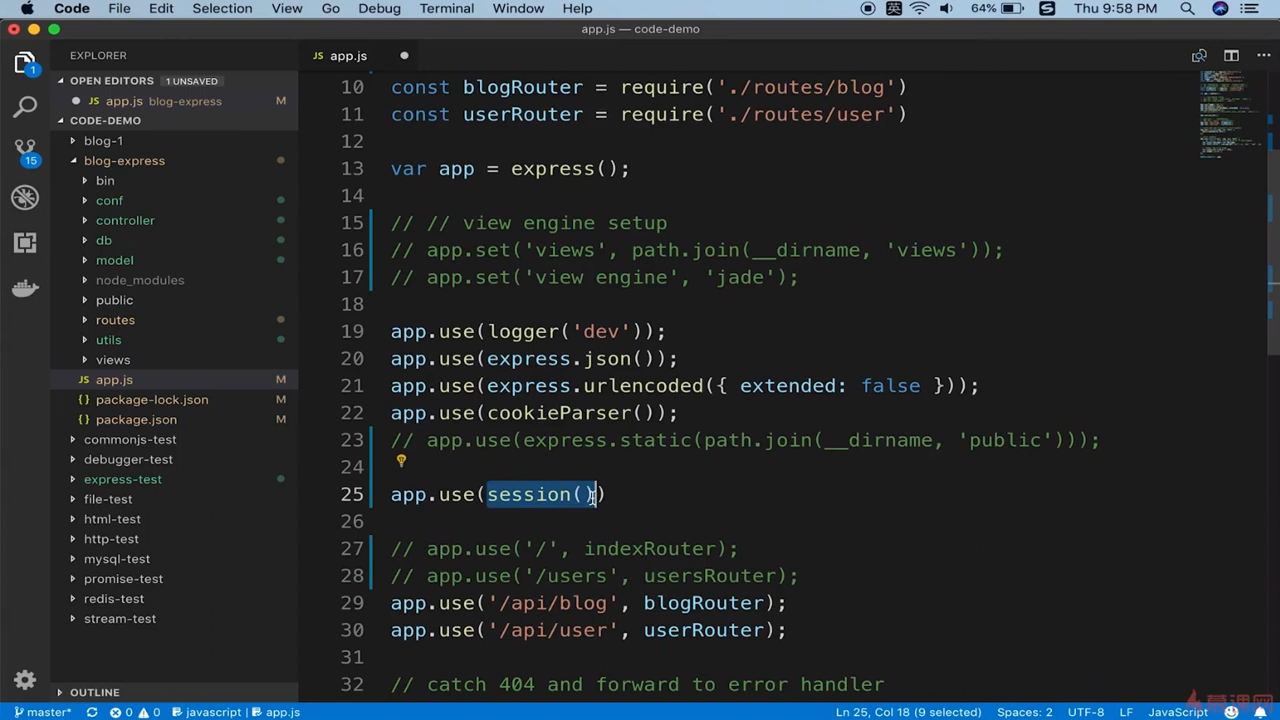 Code File Edit Selection View Go Debug Terminal Window Help 英 64% S Thu 9:58 PM
app.js — code-demo
EXPLORER
JS app.js
OPEN EDITORS 1 UNSAVED
app.js blog-express M
CODE-DEMO
blog-1
blog-express
bin
conf
controller
db
model
node_modules
public
routes
utils
views
JS app.js M
{} package-lock.json M
{} package.json M
commonjs-test
debugger-test
express-test
file-test
html-test
http-test
mysql-test
promise-test
redis-test
stream-test
OUTLINE
1
15
10 const blogRouter = require('./routes/blog')
11 const userRouter = require('./routes/user')
12
13 var app = express();
14
15 // // view engine setup
16 // app.set('views', path.join(__dirname, 'views'));
17 // app.set('view engine', 'jade');
18
19 app.use(logger('dev'));
20 app.use(express.json());
21 app.use(express.urlencoded({ extended: false }));
22 app.use(cookieParser());
23 // app.use(express.static(path.join(__dirname, 'public')));
24
25 app.use(session())
26
27 // app.use('/', indexRouter);
28 // app.use('/users', usersRouter);
29 app.use('/api/blog', blogRouter);
30 app.use('/api/user', userRouter);
31
32 // catch 404 and forward to error handler
慕课网
master* 0 0 javascript app.js Ln 25, Col 18 (9 selected) Spaces: 2 UTF-8 LF JavaScript